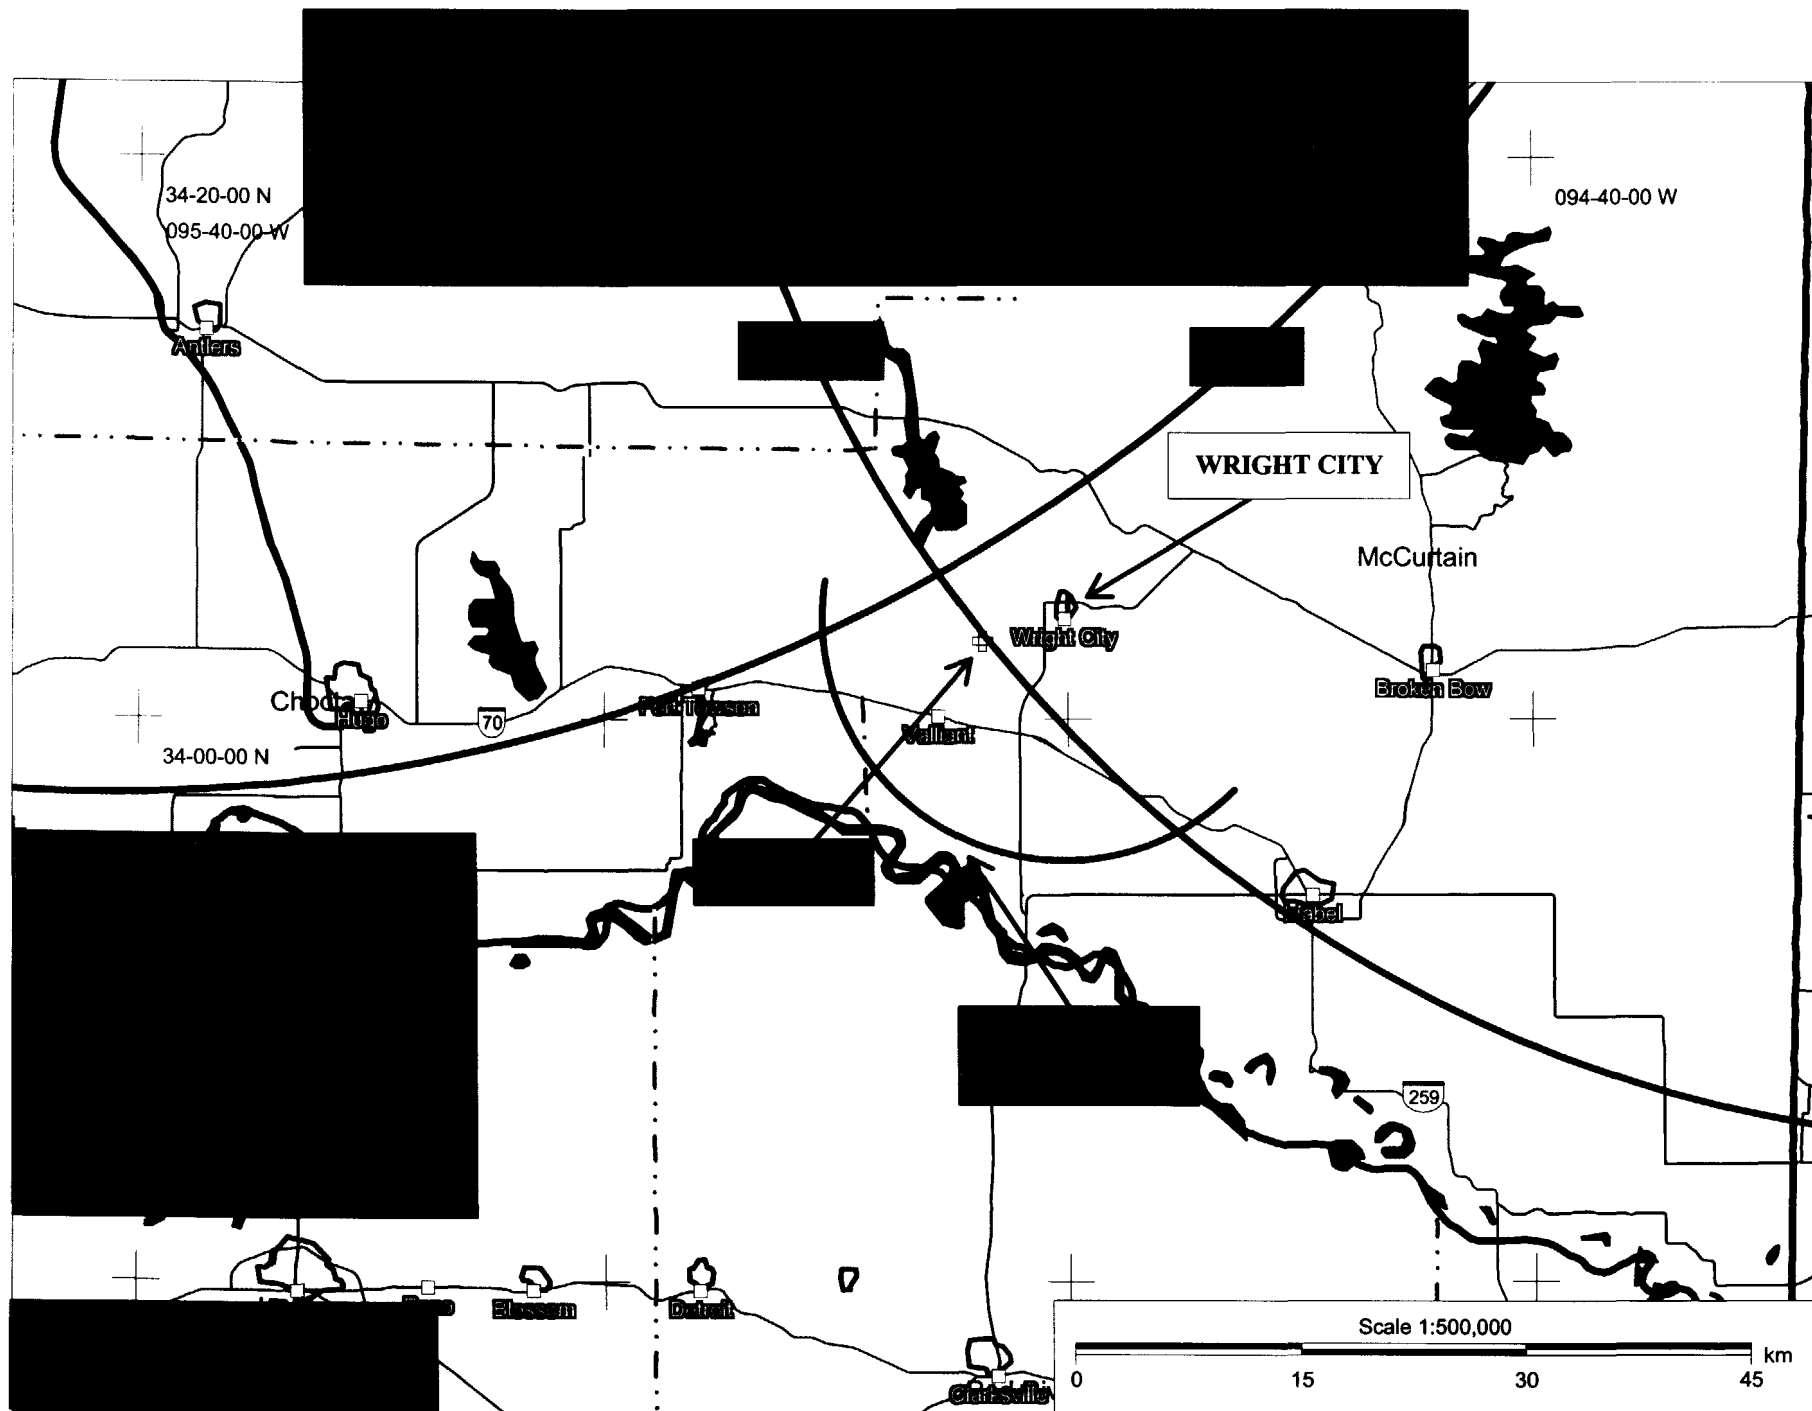 34-20-00 N
095-40-00 W
094-40-00 W
Antlers
WRIGHT CITY
McCurtain
Wright City
Broken Bow
Hugo
70
Valliant
34-00-00 N
259
Blossom
Detroit
Scale 1:500,000
km
0 15 30 45
Clarksville